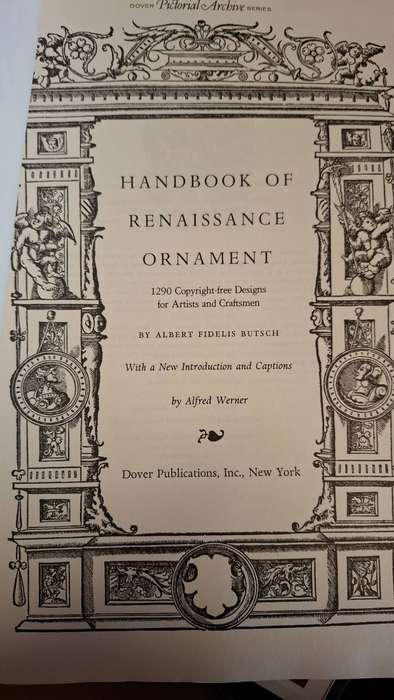 DOVER Pictorial Archive SERIES
HANDBOOK OF
RENAISSANCE
ORNAMENT
1290 Copyright-free Designs
for Artists and Craftsmen
BY ALBERT FIDELIS BUTSCH
With a New Introduction and Captions
by Alfred Werner
Dover Publications, Inc., New York